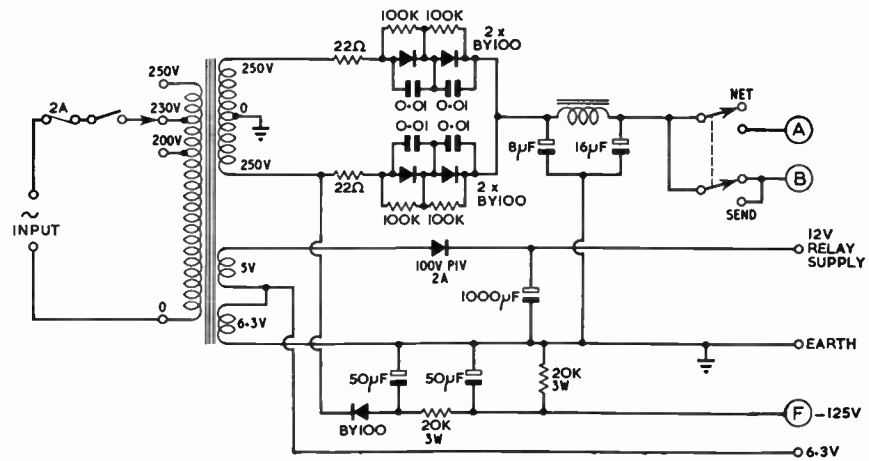 100K 100K
2 x
BY100
22Ω
250V
250V
0.01 0.01
2A
230V
0
NET
200V
0.01 0.01
8µF
16µF
A
250V
22Ω
2 x
BY100
B
∼
INPUT
100K 100K
SEND
12V
RELAY
SUPPLY
5V
100V PIV
2A
1000µF
0
6.3V
EARTH
50µF
50µF
20K
3W
BY100
20K
3W
F
-125V
6.3V